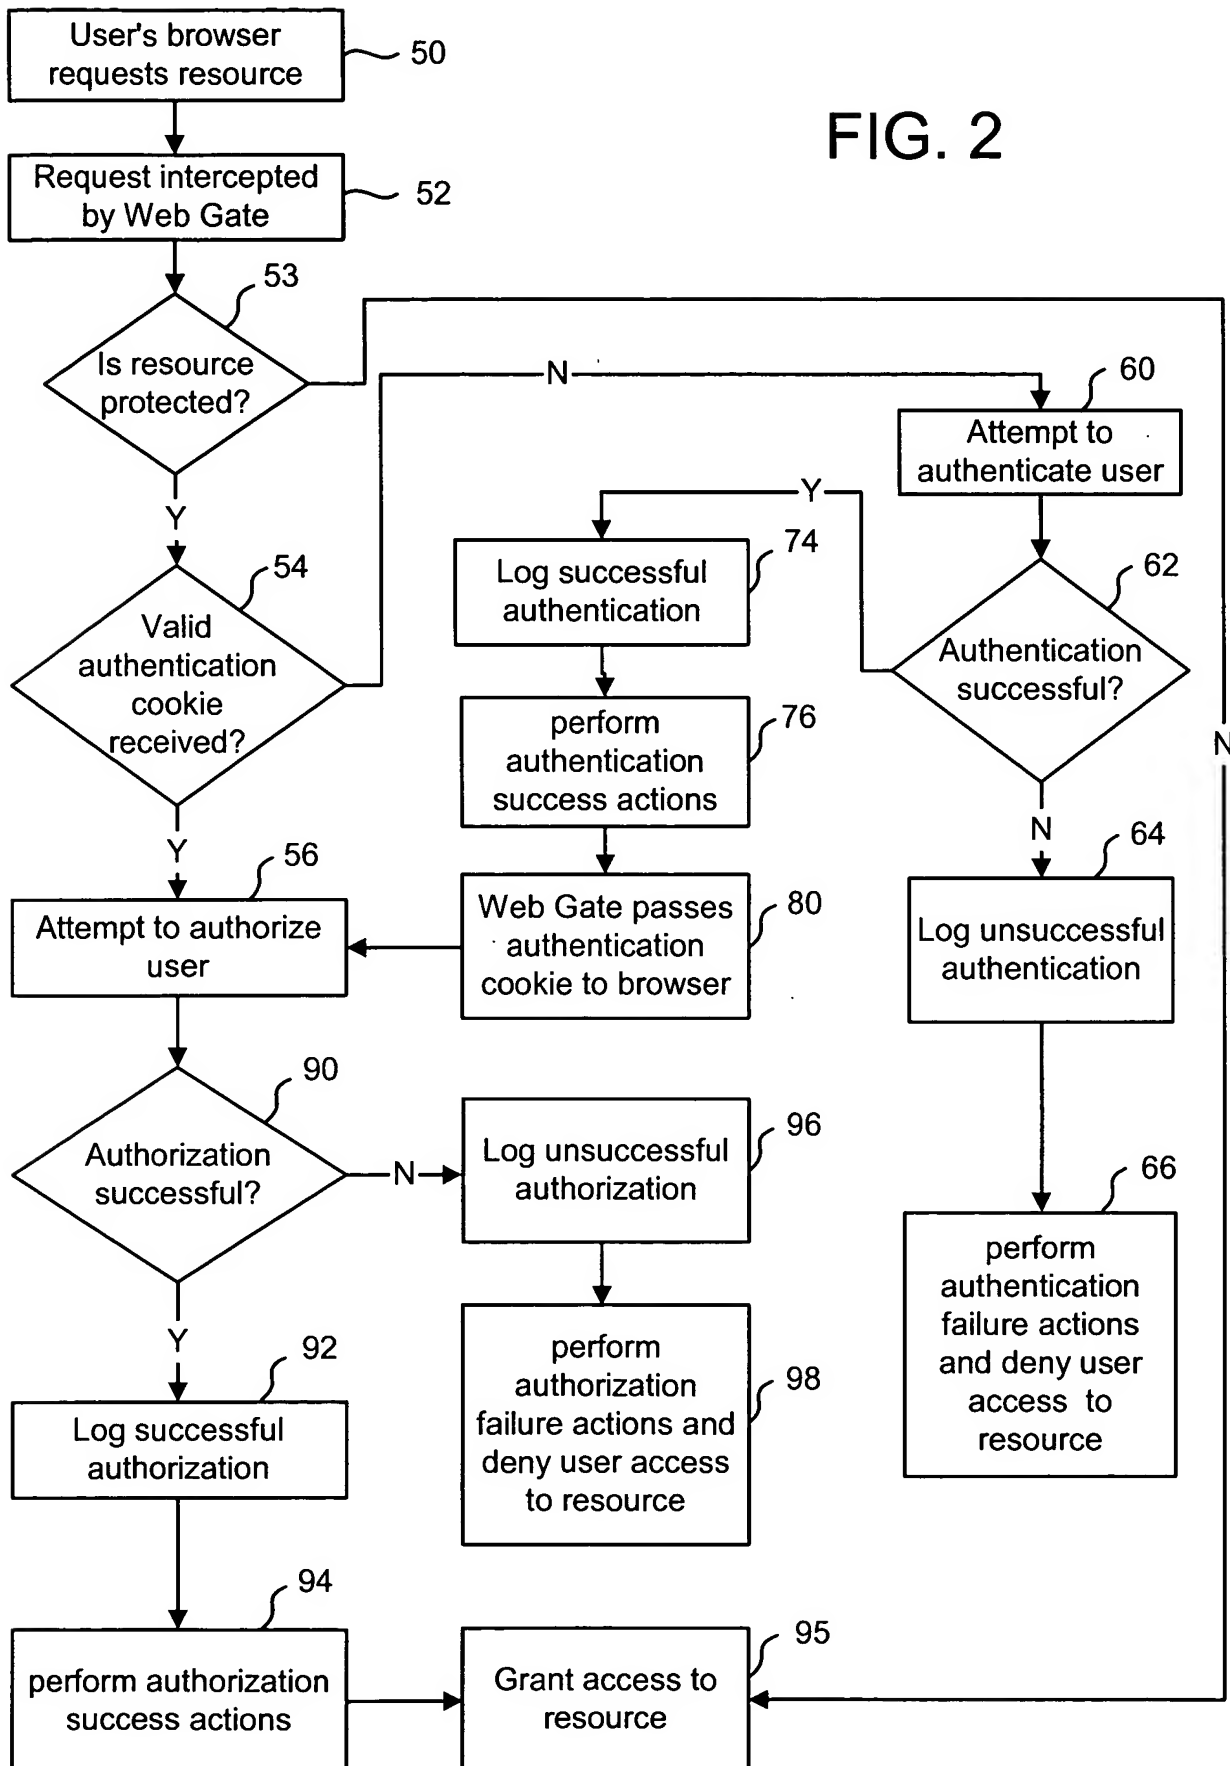 User's browser
requests resource
50
FIG. 2
Request intercepted
by Web Gate
52
53
Is resource
protected?
N
60
Attempt to
authenticate user
Y
Y
74
Log successful
authentication
54
Valid
authentication
cookie
received?
62
Authentication
successful?
perform
authentication
success actions
76
N
N
Y
56
Attempt to authorize
user
Web Gate passes
authentication
cookie to browser
80
64
Log unsuccessful
authentication
90
Authorization
successful?
N
Log unsuccessful
authorization
96
66
perform
authentication
failure actions
and deny user
access to
resource
Y
92
Log successful
authorization
perform
authorization
failure actions and
deny user access
to resource
98
94
perform authorization
success actions
Grant access to
resource
95